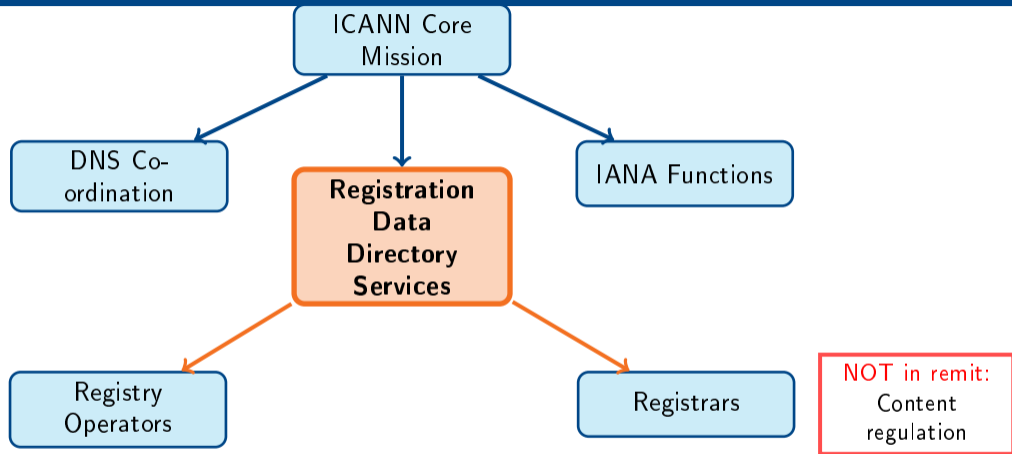 ICANN Core
Mission
DNS Co-
ordination
IANA Functions
Registration
Data
Directory
Services
Registry
Operators
Registrars
NOT in remit:
Content
regulation